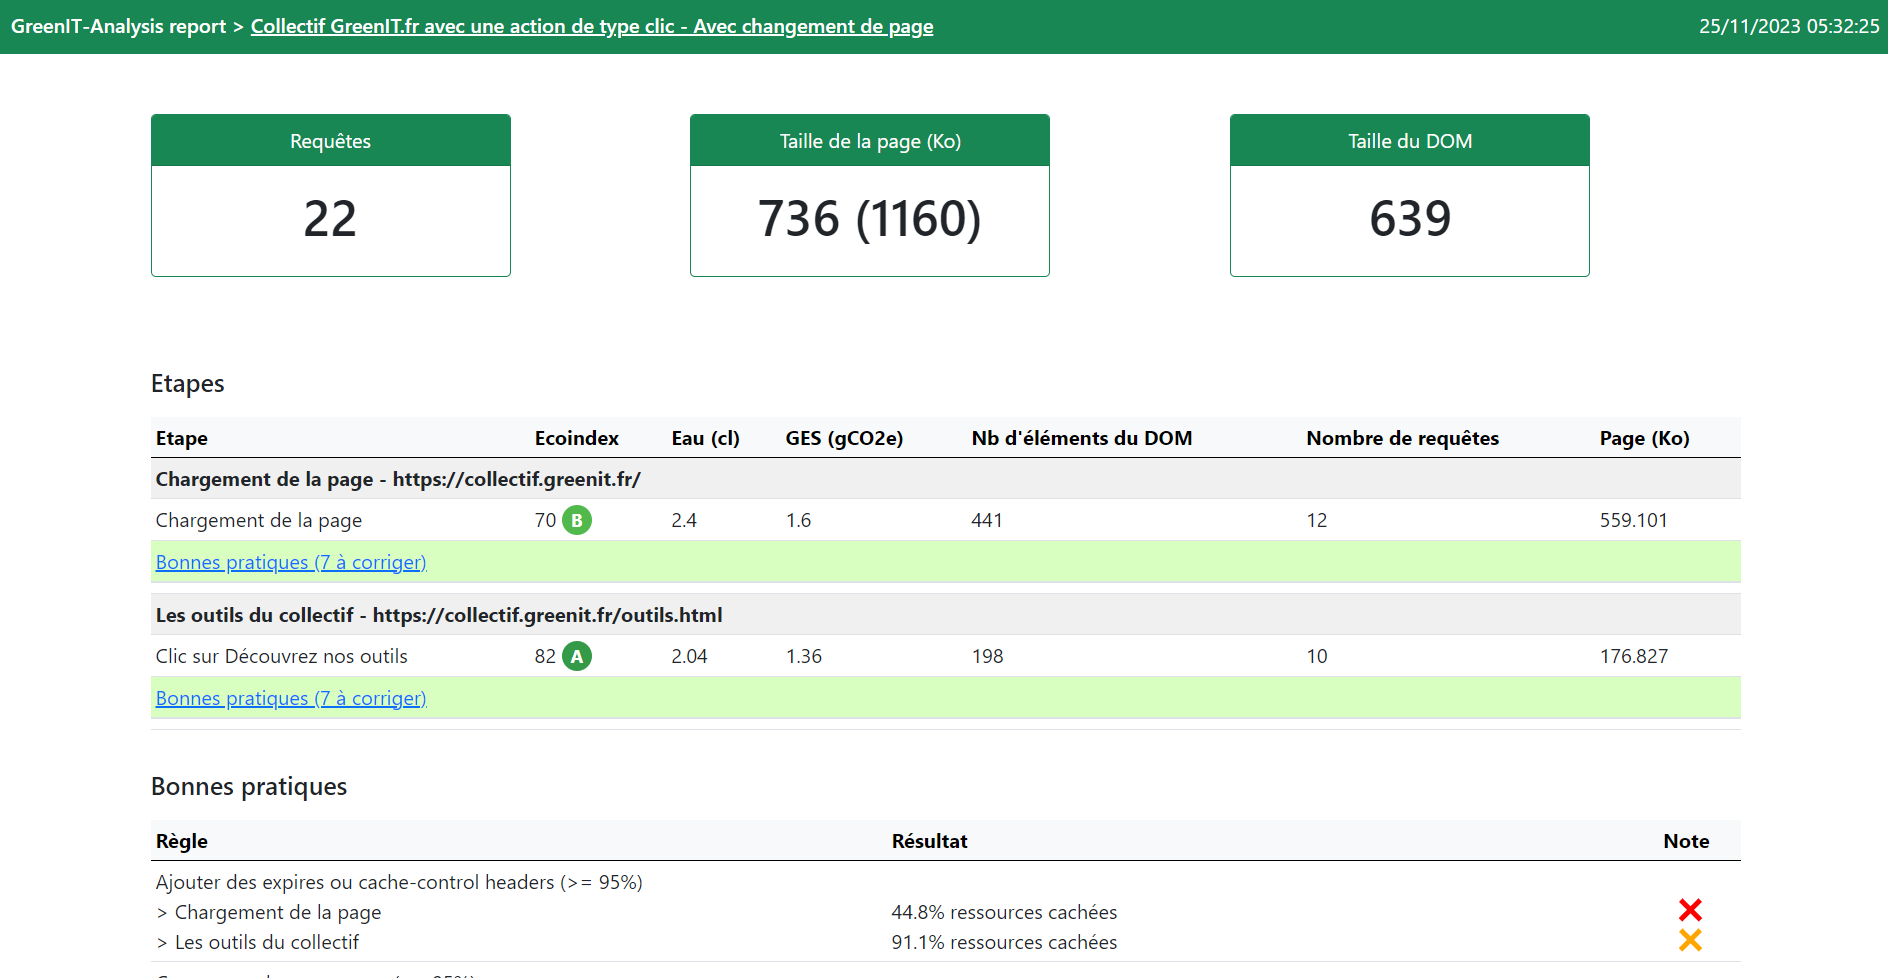 GreenIT-Analysis report > Collectif GreenIT.fr avec une action de type clic - Avec changement de page 25/11/2023 05:32:25
Requêtes Taille de la page (Ko) Taille du DOM
22 736 (1160) 639
Etapes
Etape Ecoindex Eau (cl) GES (gCO2e) Nb d'éléments du DOM Nombre de requêtes Page (Ko)
Chargement de la page - https://collectif.greenit.fr/
Chargement de la page 70 B 2.4 1.6 441 12 559.101
Bonnes pratiques (7 à corriger)
Les outils du collectif - https://collectif.greenit.fr/outils.html
Clic sur Découvrez nos outils 82 A 2.04 1.36 198 10 176.827
Bonnes pratiques (7 à corriger)
Bonnes pratiques
Règle Résultat Note
Ajouter des expires ou cache-control headers (>= 95%)
> Chargement de la page 44.8% ressources cachées
> Les outils du collectif 91.1% ressources cachées